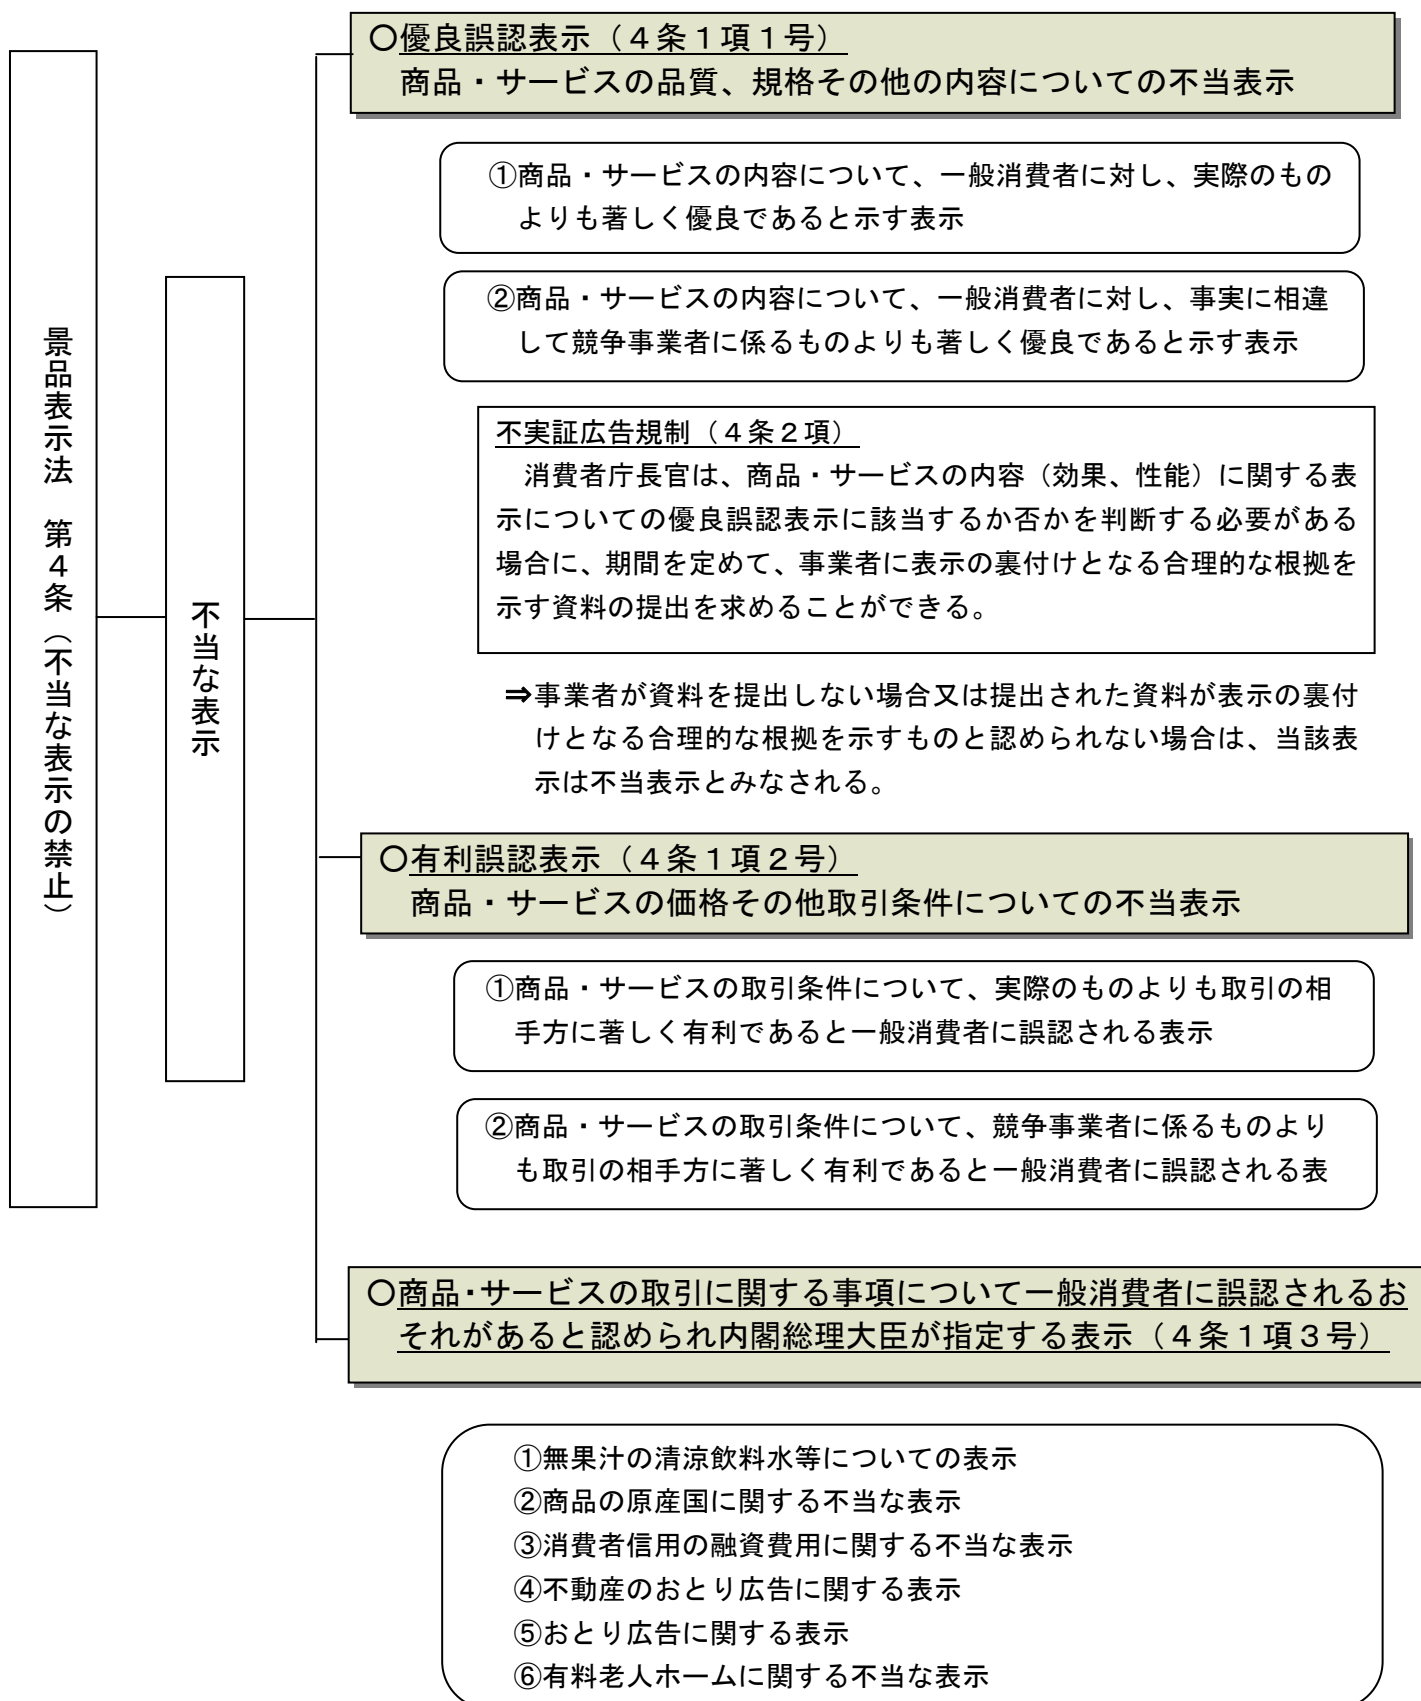 景品表示法　第４条（不当な表示の禁止）
不当な表示
○優良誤認表示（４条１項１号）
商品・サービスの品質、規格その他の内容についての不当表示
①商品・サービスの内容について、一般消費者に対し、実際のもの
よりも著しく優良であると示す表示
②商品・サービスの内容について、一般消費者に対し、事実に相違
して競争事業者に係るものよりも著しく優良であると示す表示
不実証広告規制（４条２項）
消費者庁長官は、商品・サービスの内容（効果、性能）に関する表
示についての優良誤認表示に該当するか否かを判断する必要がある
場合に、期間を定めて、事業者に表示の裏付けとなる合理的な根拠を
示す資料の提出を求めることができる。
⇒事業者が資料を提出しない場合又は提出された資料が表示の裏付
けとなる合理的な根拠を示すものと認められない場合は、当該表
示は不当表示とみなされる。
○有利誤認表示（４条１項２号）
商品・サービスの価格その他取引条件についての不当表示
①商品・サービスの取引条件について、実際のものよりも取引の相
手方に著しく有利であると一般消費者に誤認される表示
②商品・サービスの取引条件について、競争事業者に係るものより
も取引の相手方に著しく有利であると一般消費者に誤認される表
○商品・サービスの取引に関する事項について一般消費者に誤認されるお
それがあると認められ内閣総理大臣が指定する表示（４条１項３号）
①無果汁の清涼飲料水等についての表示
②商品の原産国に関する不当な表示
③消費者信用の融資費用に関する不当な表示
④不動産のおとり広告に関する表示
⑤おとり広告に関する表示
⑥有料老人ホームに関する不当な表示